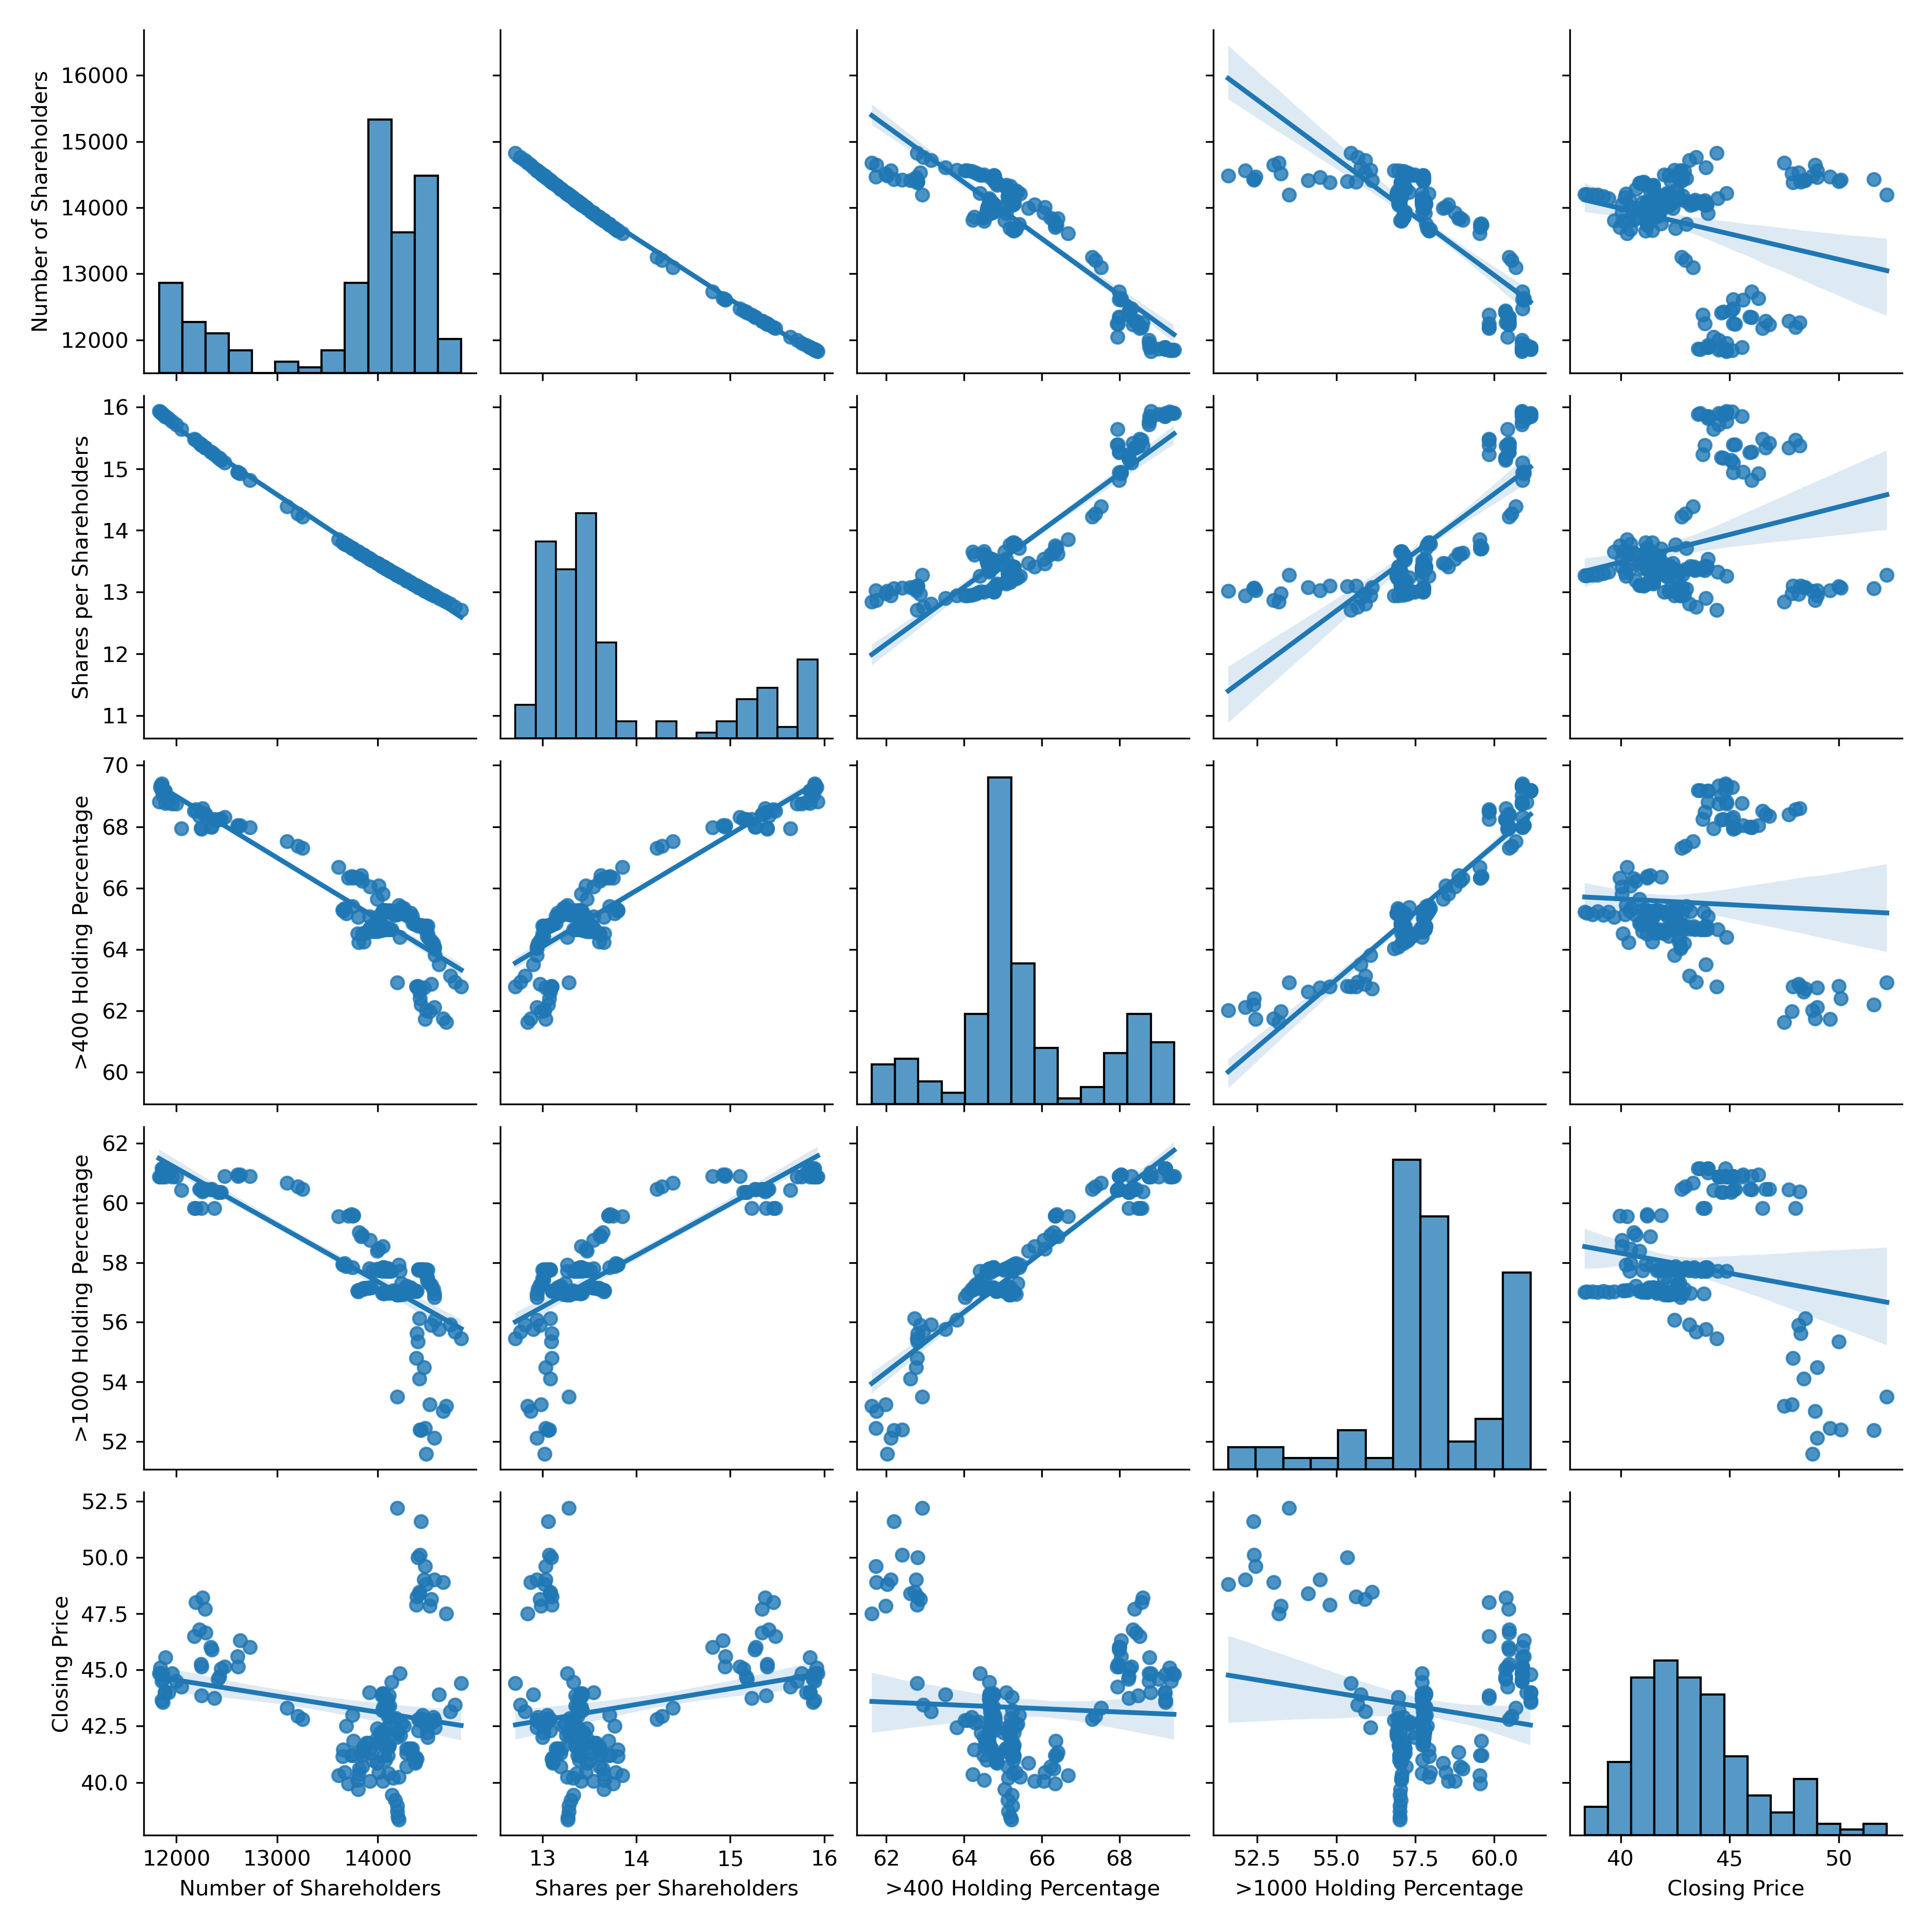 Number of Shareholders
16000
15000
14000
13000
12000
Shares per Shareholders
16
15
14
13
12
11
>400 Holding Percentage
70
68
66
64
62
60
>1000 Holding Percentage
62
60
58
56
54
52
Closing Price
52.5
50.0
47.5
45.0
42.5
40.0
12000 13000 14000
13 14 15 16
62 64 66 68
52.5 55.0 57.5 60.0
40 45 50
Number of Shareholders
Shares per Shareholders
>400 Holding Percentage
>1000 Holding Percentage
Closing Price